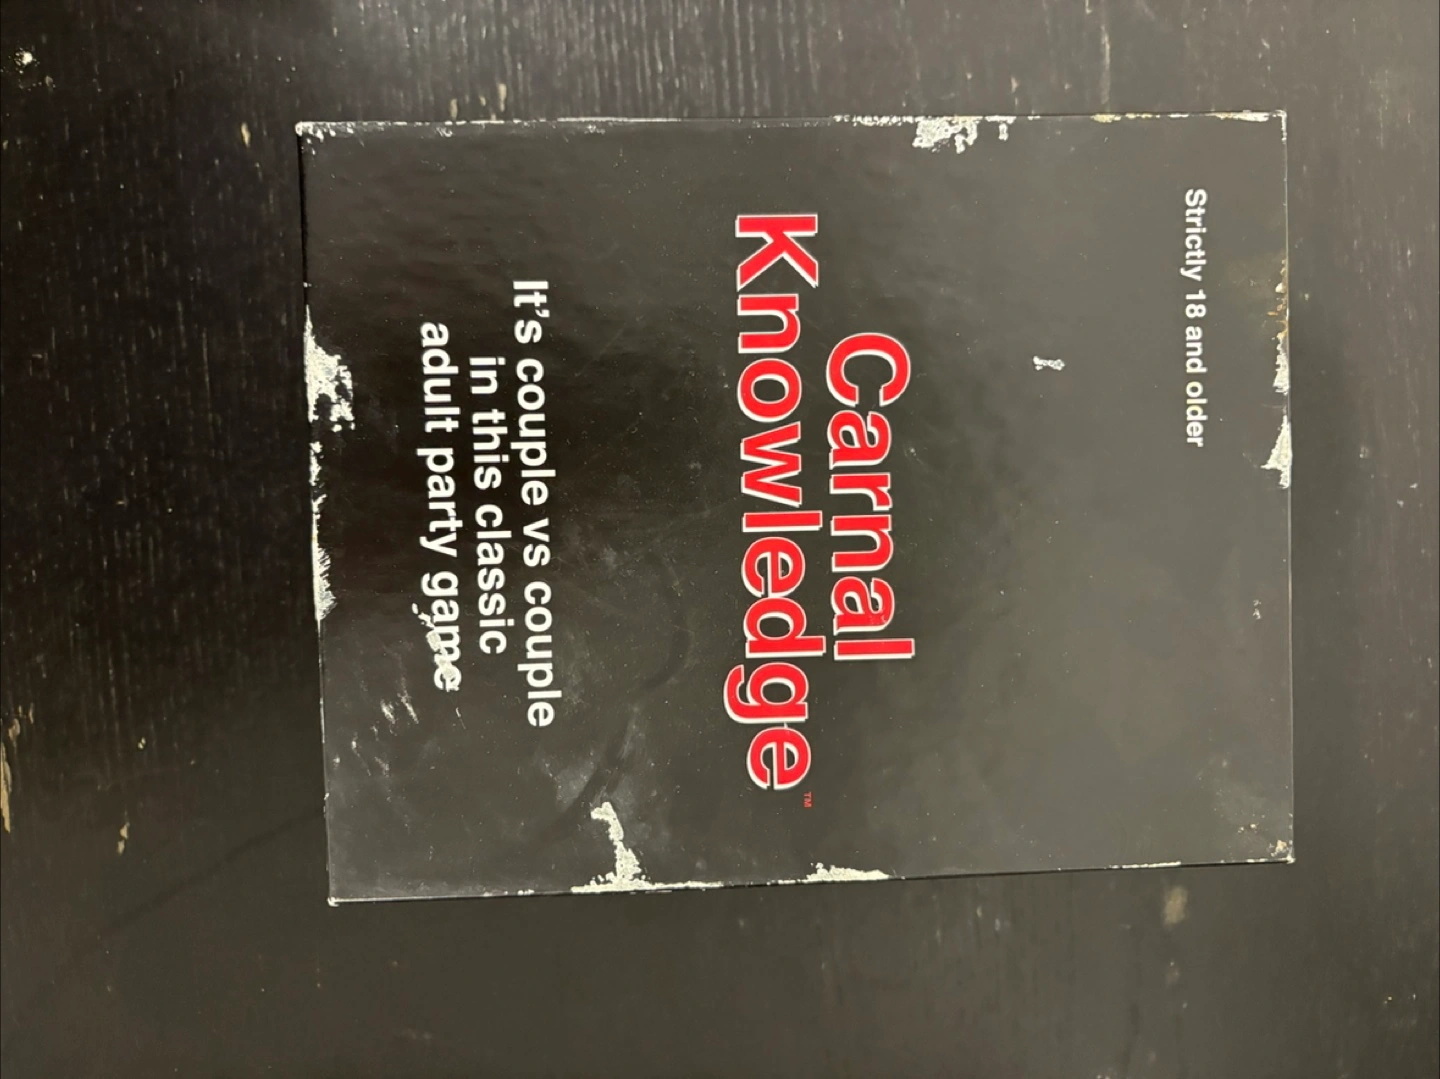 Strictly 18 and older
Carnal
Knowledge™
It's couple vs couple
in this classic
adult party game